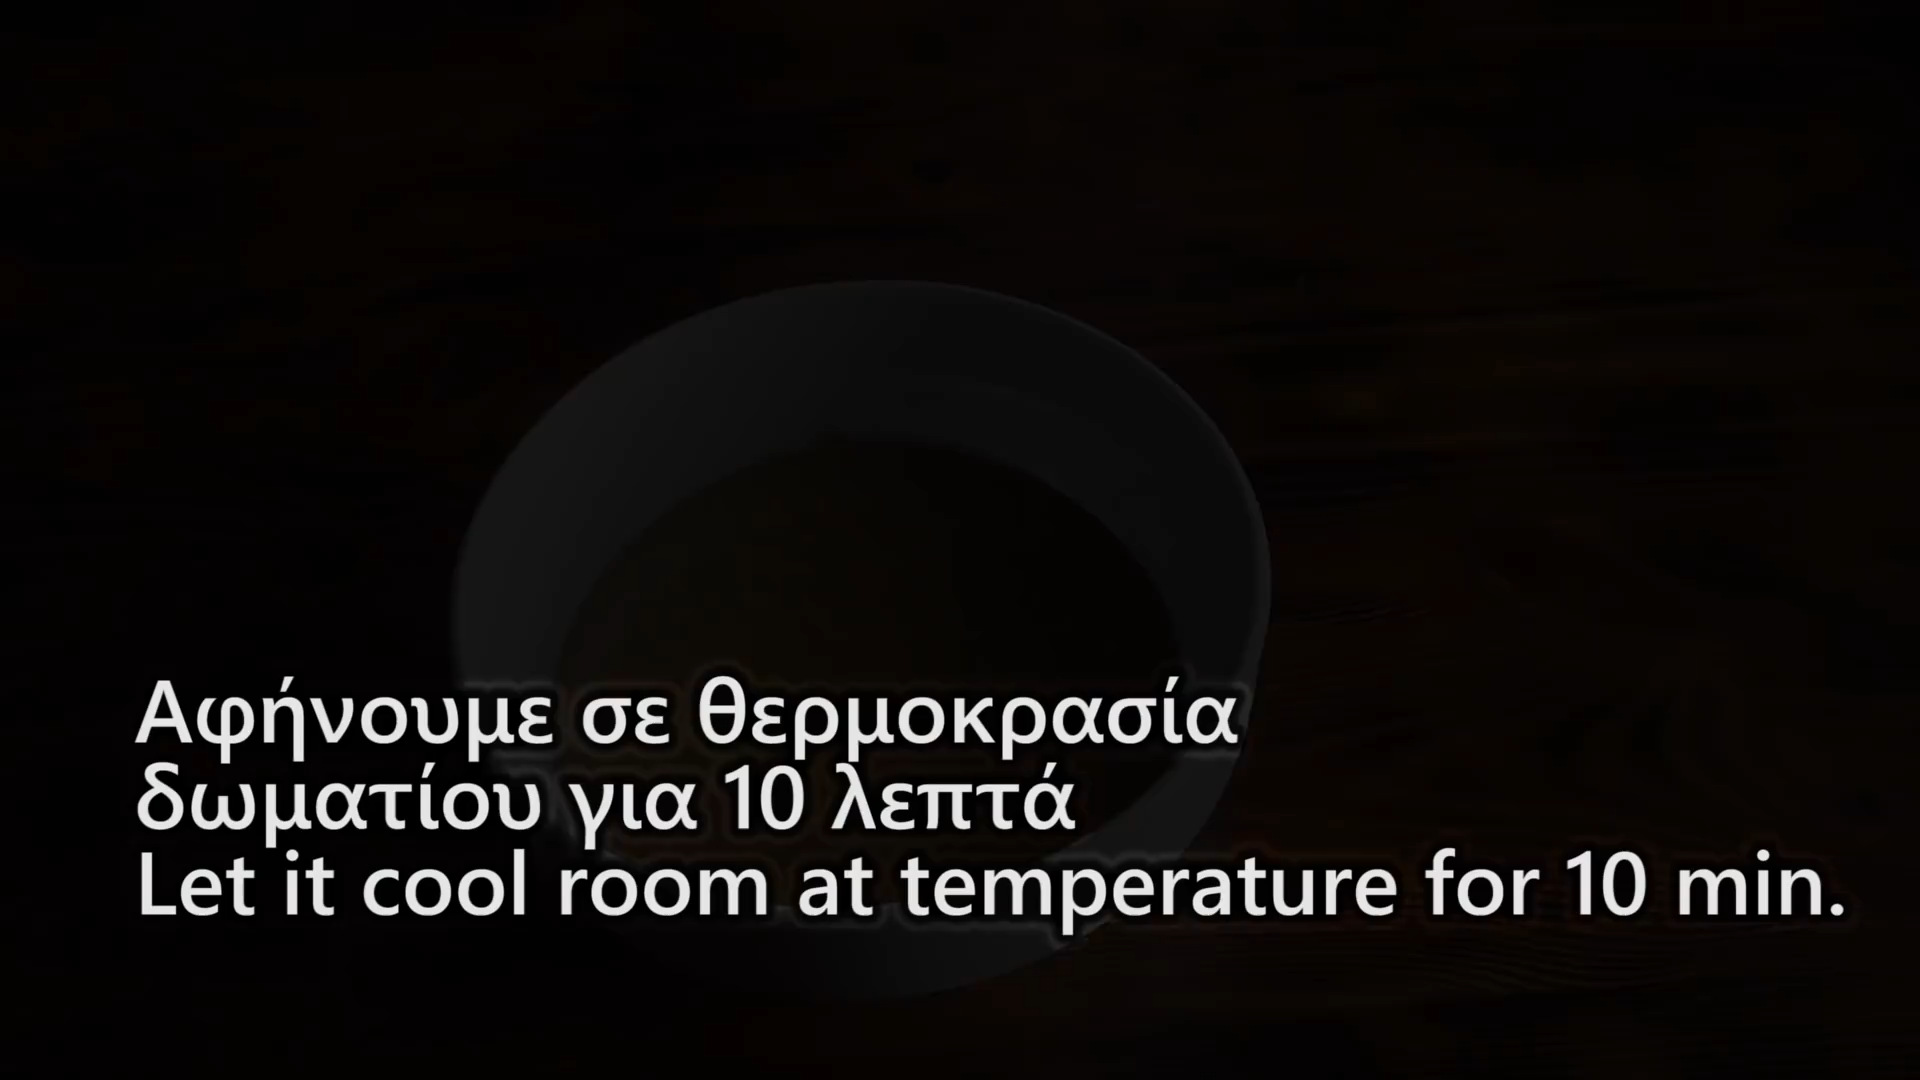 Αφήνουμε σε θερμοκρασία
δωματίου για 10 λεπτά
Let it cool room at temperature for 10 min.